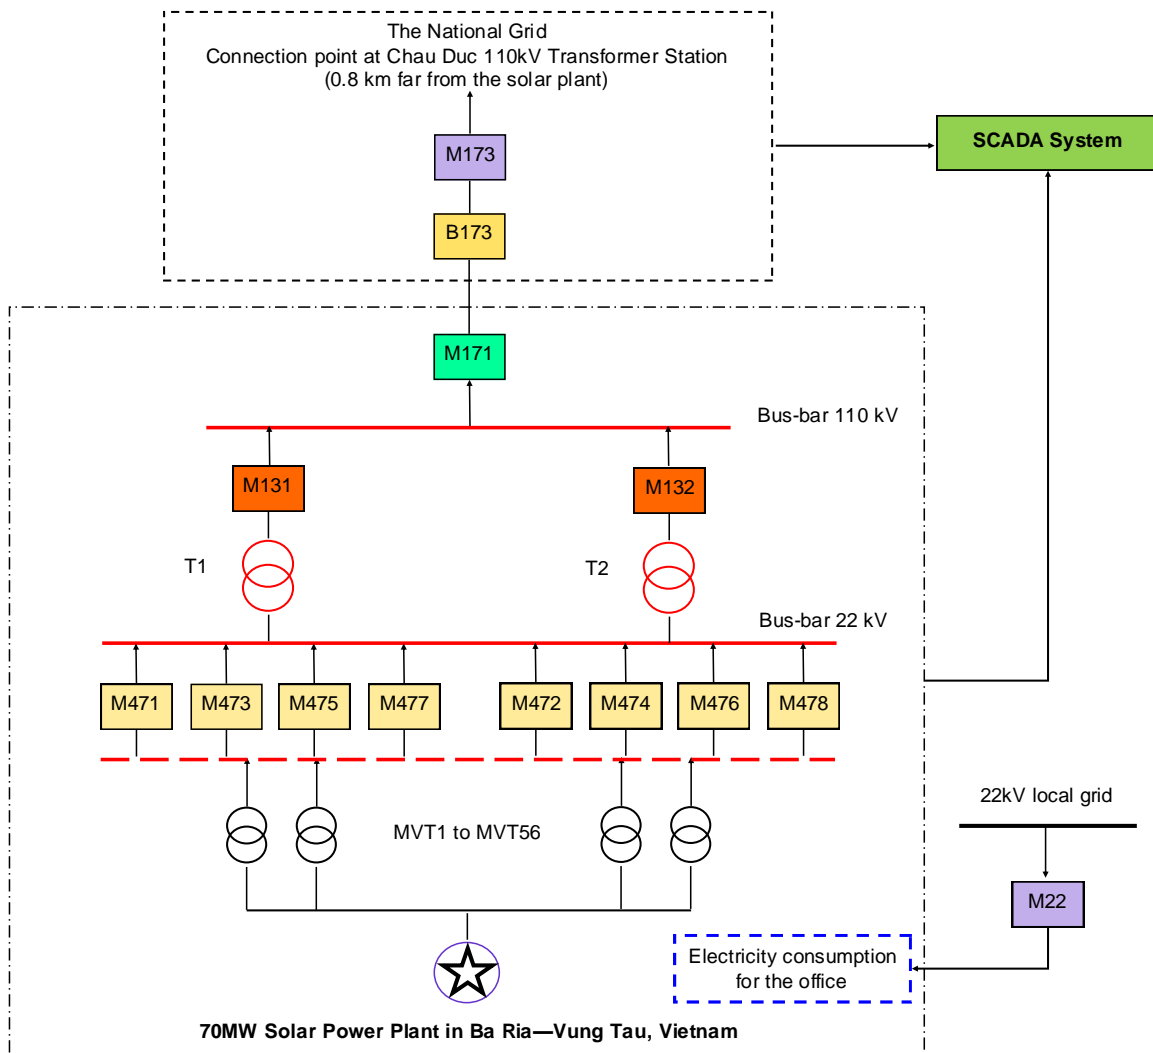 The National Grid
Connection point at Chau Duc 110kV Transformer Station
(0.8 km far from the solar plant)
M173
SCADA System
B173
M171
Bus-bar 110 kV
M131
M132
T1
T2
Bus-bar 22 kV
M471
M473
M475
M477
M472
M474
M476
M478
MVT1 to MVT56
22kV local grid
M22
Electricity consumption
for the office
70MW Solar Power Plant in Ba Ria—Vung Tau, Vietnam